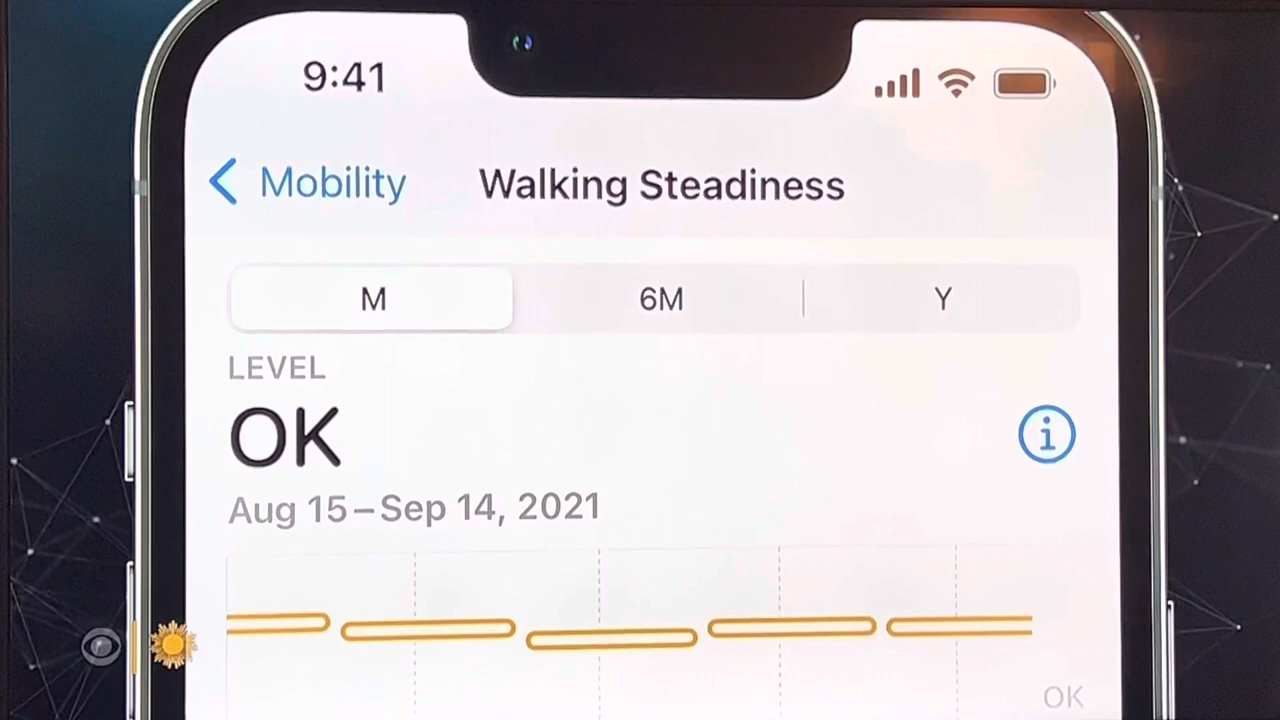 9:41
Mobility Walking Steadiness
M 6M Y
LEVEL
OK
Aug 15–Sep 14, 2021
OK